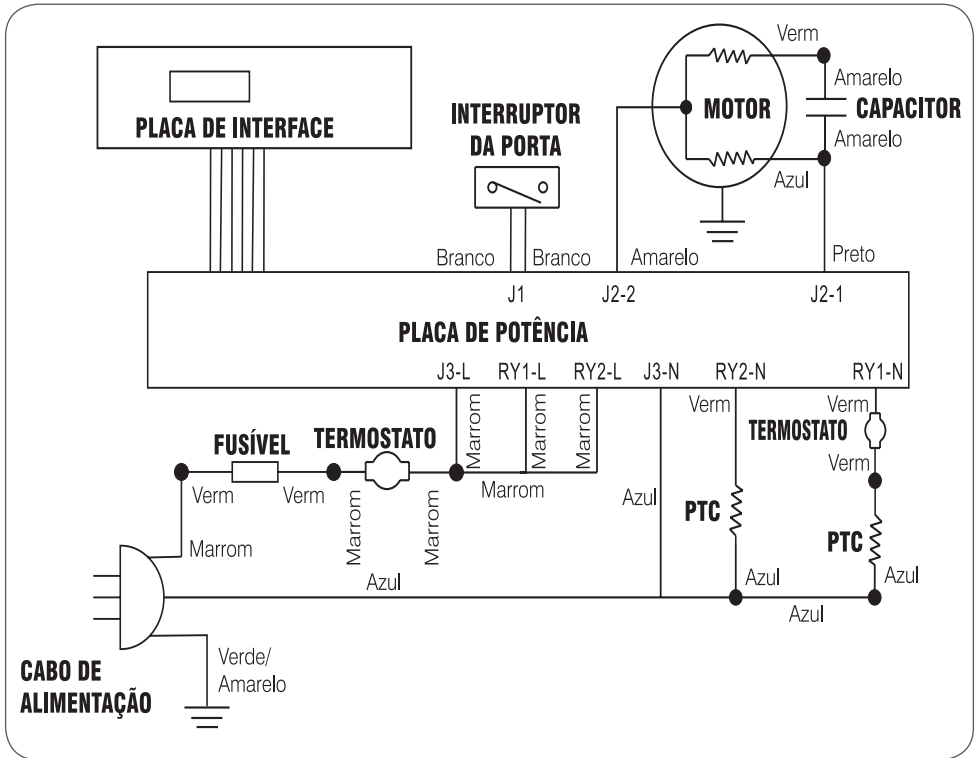 Verm
Amarelo
CAPACITOR
MOTOR
Amarelo
Azul
PLACA DE INTERFACE
INTERRUPTOR
DA PORTA
Branco
Branco
Amarelo
Preto
J1
J2-2
J2-1
PLACA DE POTÊNCIA
J3-L
RY1-L
RY2-L
J3-N
RY2-N
RY1-N
Marrom
Marrom
Marrom
Verm
Verm
TERMOSTATO
Verm
FUSÍVEL
TERMOSTATO
Verm
Verm
Marrom
Marrom
Marrom
Azul
PTC
PTC
Marrom
Azul
Azul
Azul
Azul
CABO DE
ALIMENTAÇÃO
Verde/
Amarelo